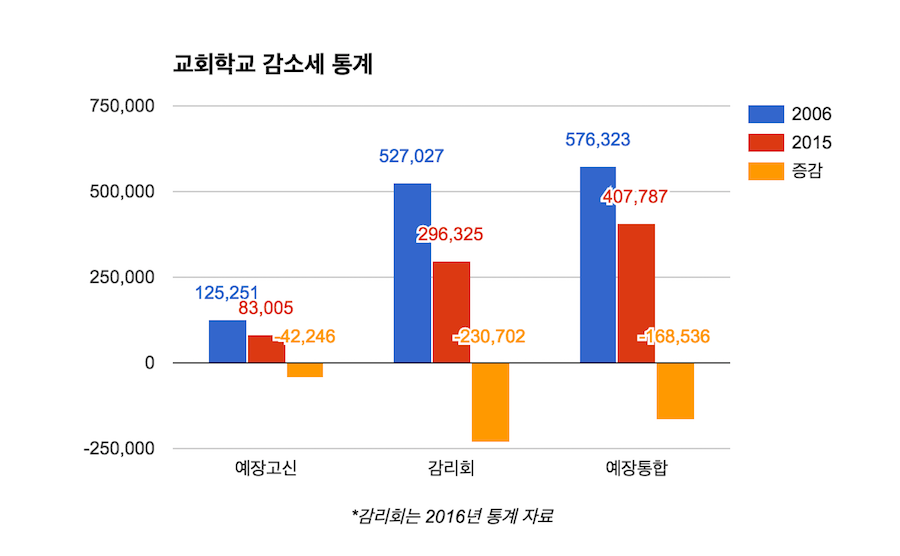 교회학교 감소세 통계
750,000
500,000
250,000
0
-250,000
2006
2015
증감
125,251
83,005
-42,246
527,027
296,325
-230,702
576,323
407,787
-168,536
예장고신
감리회
예장통합
*감리회는 2016년 통계 자료